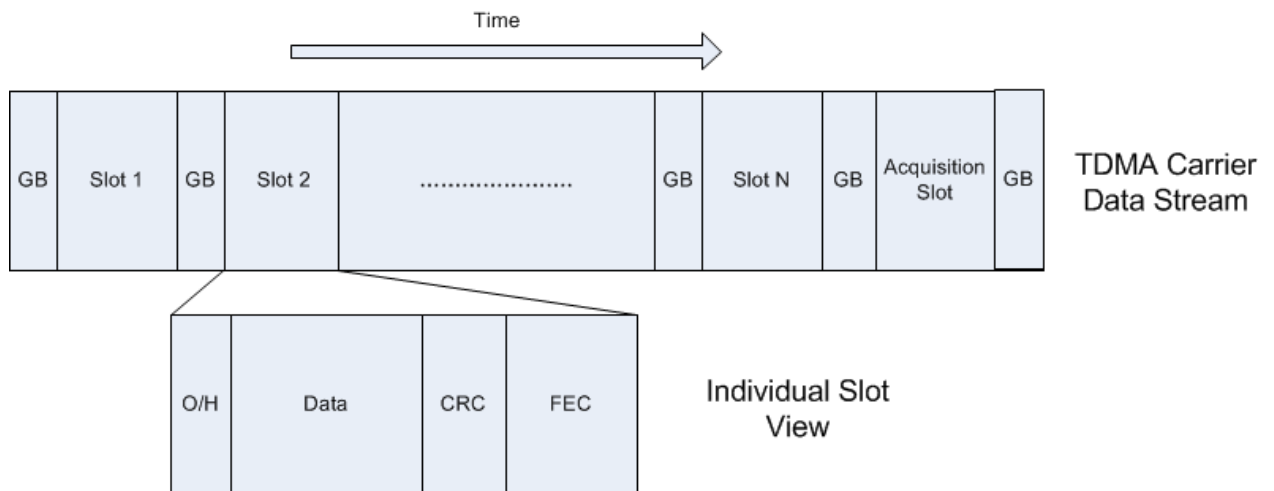 Time
GB
Slot 1
GB
Slot 2
.....................
GB
Slot N
GB
Acquisition
Slot
GB
TDMA Carrier
Data Stream
O/H
Data
CRC
FEC
Individual Slot
View